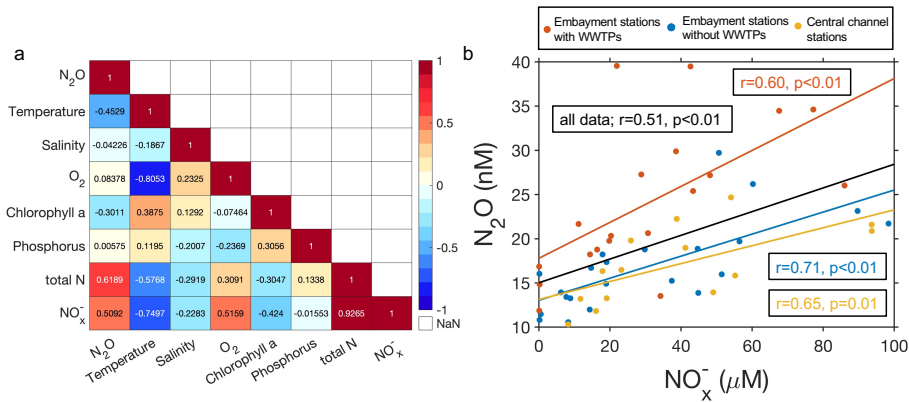 a
N₂O
Temperature
Salinity
O₂
Chlorophyll a
Phosphorus
total N
NOₓ⁻
1
-0.4529 1
-0.04226 -0.1867 1
0.08378 -0.8053 0.2325 1
-0.3011 0.3875 0.1292 -0.07464 1
0.00575 0.1195 -0.2007 -0.2369 0.3056 1
0.6189 -0.5768 -0.2919 0.3091 -0.3047 0.1338 1
0.5092 -0.7497 -0.2283 0.5159 -0.424 -0.01553 0.9265 1
N₂O
Temperature
Salinity
O₂
Chlorophyll a
Phosphorus
total N
NOₓ⁻
1
0.5
0
-0.5
-1
NaN
b
Embayment stations
with WWTPs
Embayment stations
without WWTPs
Central channel
stations
r=0.60, p<0.01
all data; r=0.51, p<0.01
r=0.71, p<0.01
r=0.65, p=0.01
N₂O (nM)
40
35
30
25
20
15
10
0 20 40 60 80 100
NOₓ⁻ (μM)